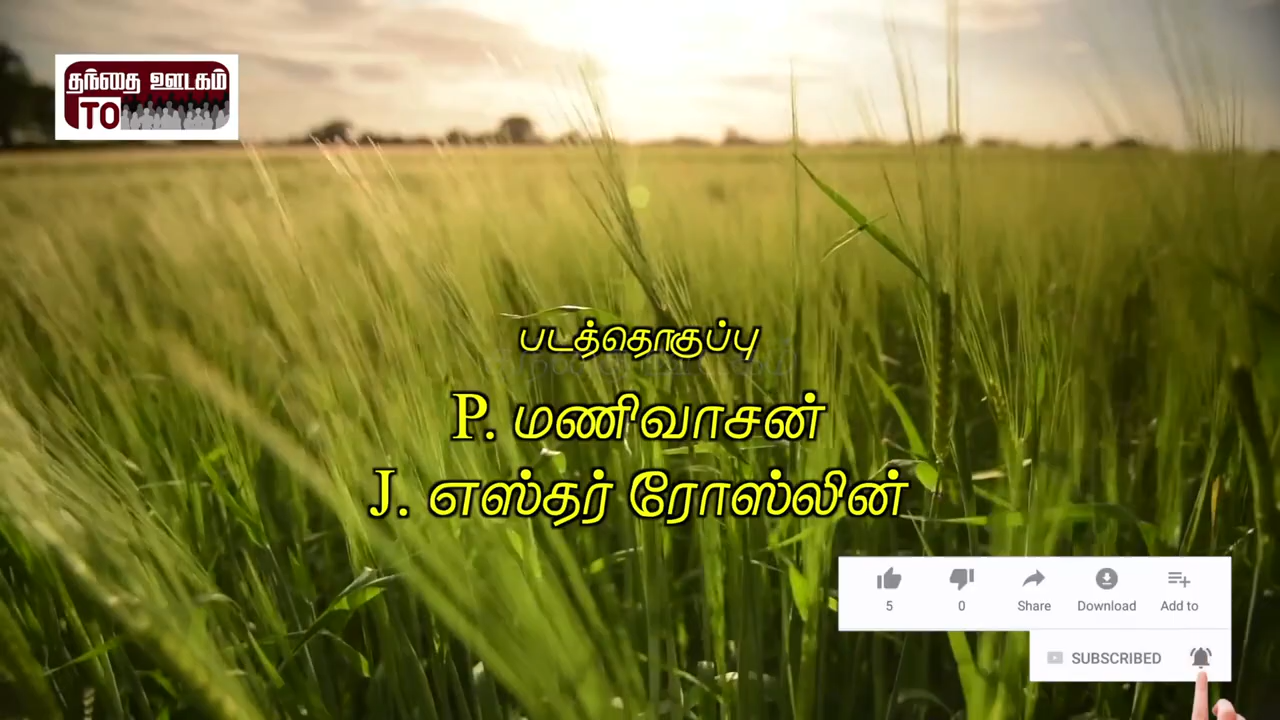 தந்தை ஊடகம்
TO
படத்தொகுப்பு
P. மணிவாசன்
J. எஸ்தர் ரோஸ்லின்
5 0 Share Download Add to
SUBSCRIBED